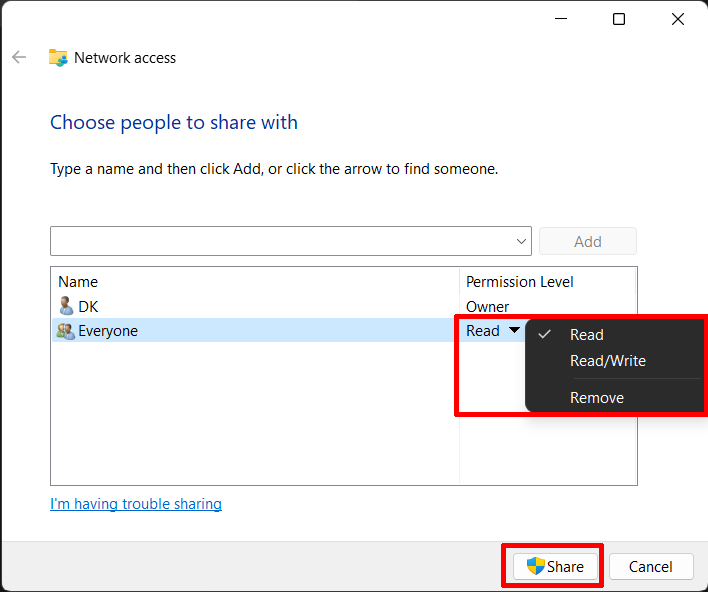 Network access
Choose people to share with
Type a name and then click Add, or click the arrow to find someone.
Add
Name Permission Level
DK Owner
Everyone Read
Read
Read/Write
Remove
I'm having trouble sharing
Share Cancel